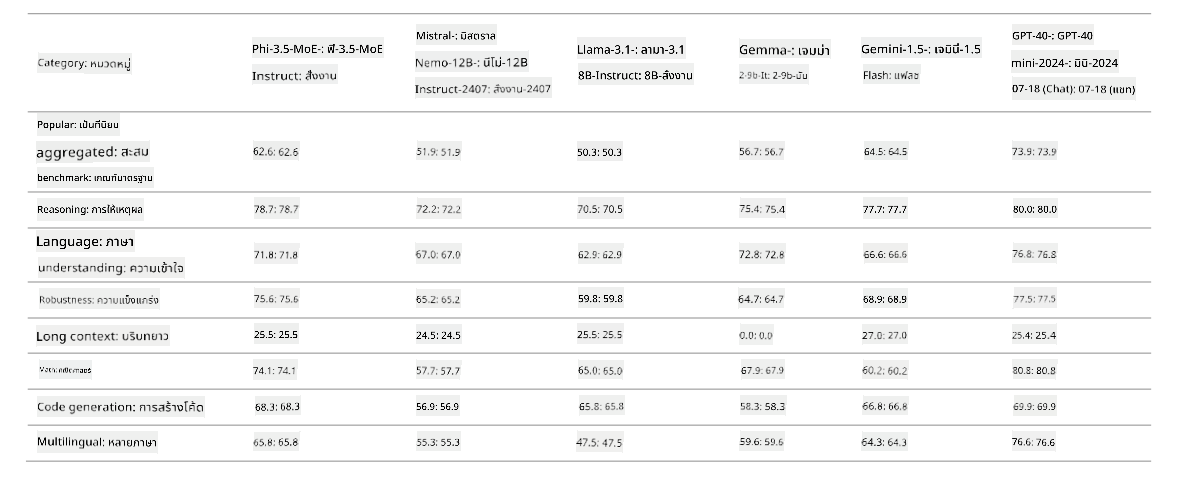 Category: หมวดหมู่
Phi-3.5-MoE-: ฟี-3.5-MoE
Instruct: สั่งงาน
Mistral-: มิสตราล
Nemo-12B-: นีโม่-12B
Instruct-2407: สั่งงาน-2407
Llama-3.1-: ลามา-3.1
8B-Instruct: 8B-สั่งงาน
Gemma-: เจมม่า
2-9b-It: 2-9b-มัน
Gemini-1.5-: เจมินี-1.5
Flash: แฟลช
GPT-40-: GPT-40
mini-2024-: มินิ-2024
07-18 (Chat): 07-18 (แชท)
Popular: เป็นที่นิยม
aggregated: สะสม
benchmark: เกณฑ์มาตรฐาน
62.6: 62.6
51.9: 51.9
50.3: 50.3
56.7: 56.7
64.5: 64.5
73.9: 73.9
Reasoning: การให้เหตุผล
78.7: 78.7
72.2: 72.2
70.5: 70.5
75.4: 75.4
77.7: 77.7
80.0: 80.0
Language: ภาษา
understanding: ความเข้าใจ
71.8: 71.8
67.0: 67.0
62.9: 62.9
72.8: 72.8
66.6: 66.6
76.8: 76.8
Robustness: ความแข็งแกร่ง
75.6: 75.6
65.2: 65.2
59.8: 59.8
64.7: 64.7
68.9: 68.9
77.5: 77.5
Long context: บริบทยาว
25.5: 25.5
24.5: 24.5
25.5: 25.5
0.0: 0.0
27.0: 27.0
25.4: 25.4
Math: คณิตศาสตร์
74.1: 74.1
57.7: 57.7
65.0: 65.0
67.9: 67.9
60.2: 60.2
80.8: 80.8
Code generation: การสร้างโค้ด
68.3: 68.3
56.9: 56.9
65.8: 65.8
58.3: 58.3
66.8: 66.8
69.9: 69.9
Multilingual: หลายภาษา
65.8: 65.8
55.3: 55.3
47.5: 47.5
59.6: 59.6
64.3: 64.3
76.6: 76.6